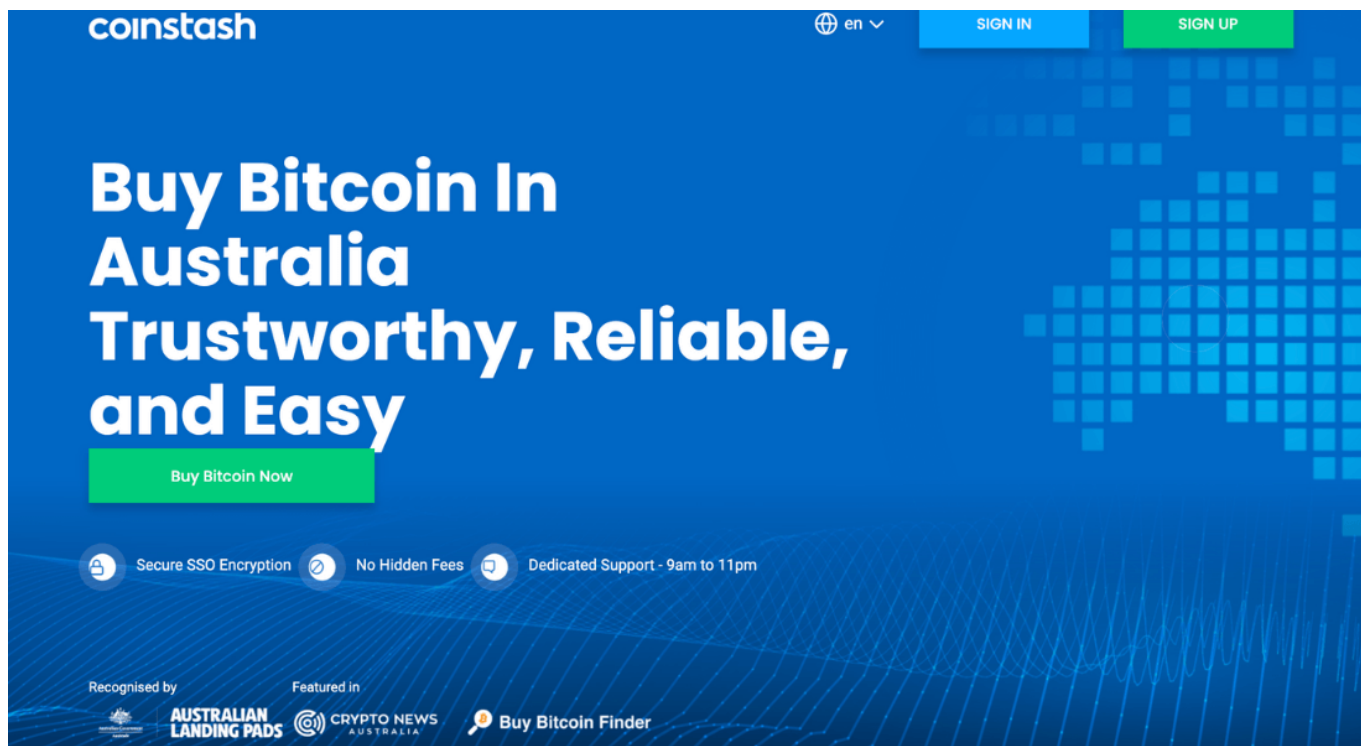 coinstash
en
SIGN IN
SIGN UP
Buy Bitcoin In
Australia
Trustworthy, Reliable,
and Easy
Buy Bitcoin Now
Secure SSO Encryption
No Hidden Fees
Dedicated Support - 9am to 11pm
Recognised by
Featured in
Australian Government
AUSTRALIAN
LANDING PADS
CRYPTO NEWS
AUSTRALIA
Buy Bitcoin Finder